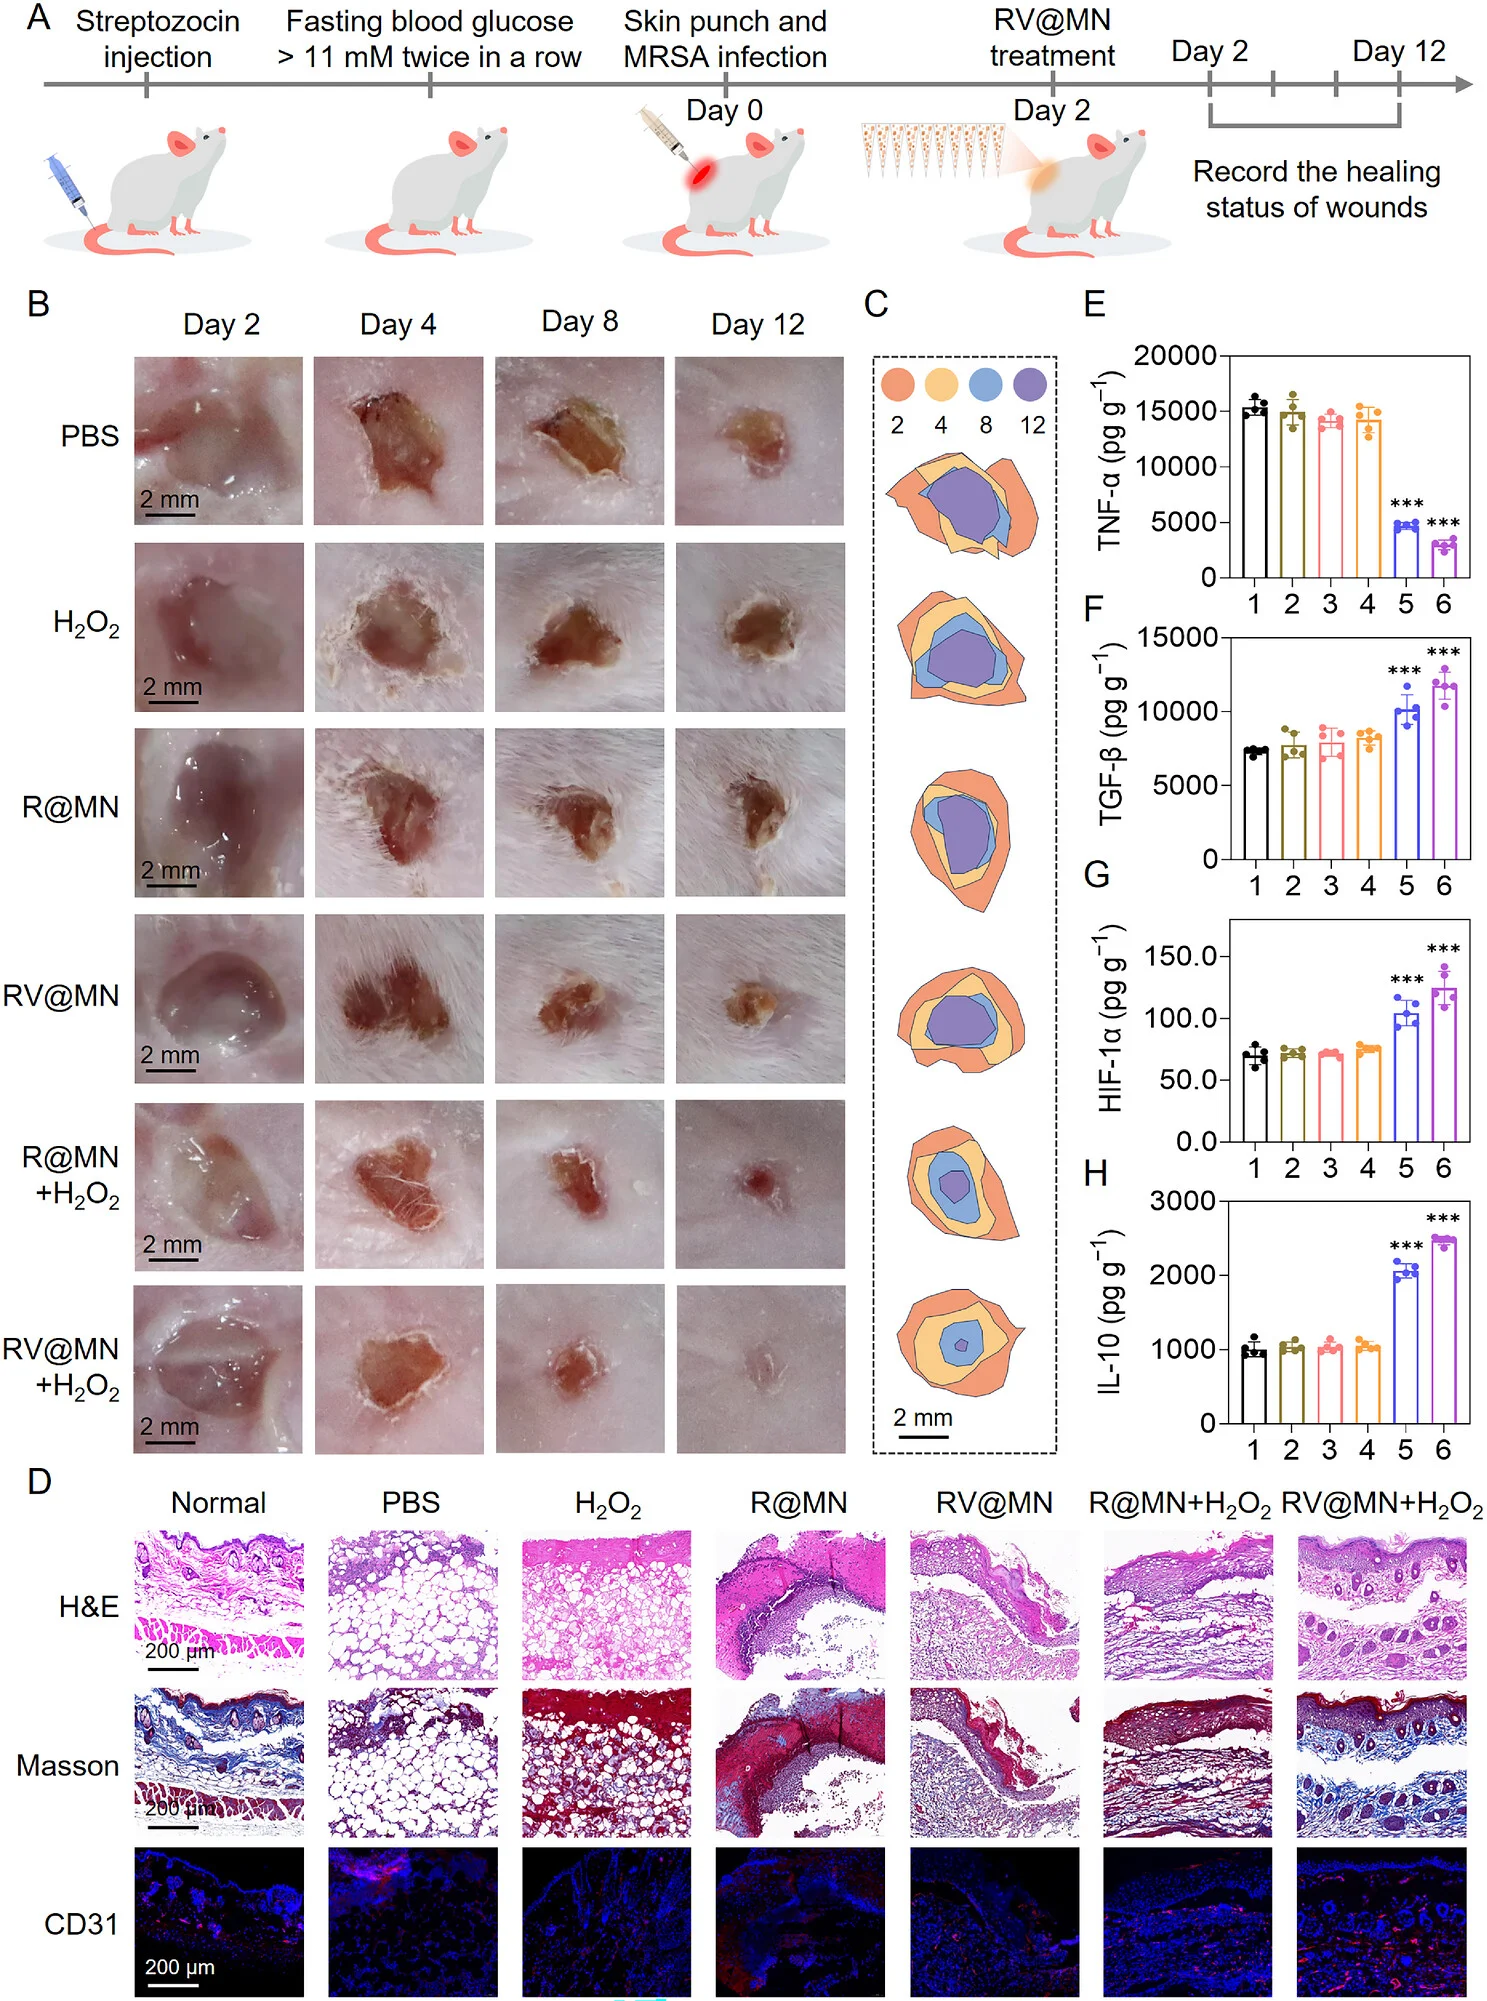 A
Streptozocin
injection
Fasting blood glucose
> 11 mM twice in a row
Skin punch and
MRSA infection
RV@MN
treatment
Day 2
Day 12
Day 0
Day 2
Record the healing
status of wounds
B
Day 2
Day 4
Day 8
Day 12
PBS
2 mm
H₂O₂
2 mm
R@MN
2 mm
RV@MN
2 mm
R@MN
+H₂O₂
2 mm
RV@MN
+H₂O₂
2 mm
C
2 4 8 12
2 mm
E
TNF-α (pg g⁻¹)
20000
15000
10000
5000
0
***
***
1 2 3 4 5 6
F
TGF-β (pg g⁻¹)
15000
10000
5000
0
***
***
1 2 3 4 5 6
G
HIF-1α (pg g⁻¹)
150.0
100.0
50.0
0.0
***
***
1 2 3 4 5 6
H
IL-10 (pg g⁻¹)
3000
2000
1000
0
***
***
1 2 3 4 5 6
D
Normal
PBS
H₂O₂
R@MN
RV@MN
R@MN+H₂O₂
RV@MN+H₂O₂
H&E
200 μm
Masson
200 μm
CD31
200 μm